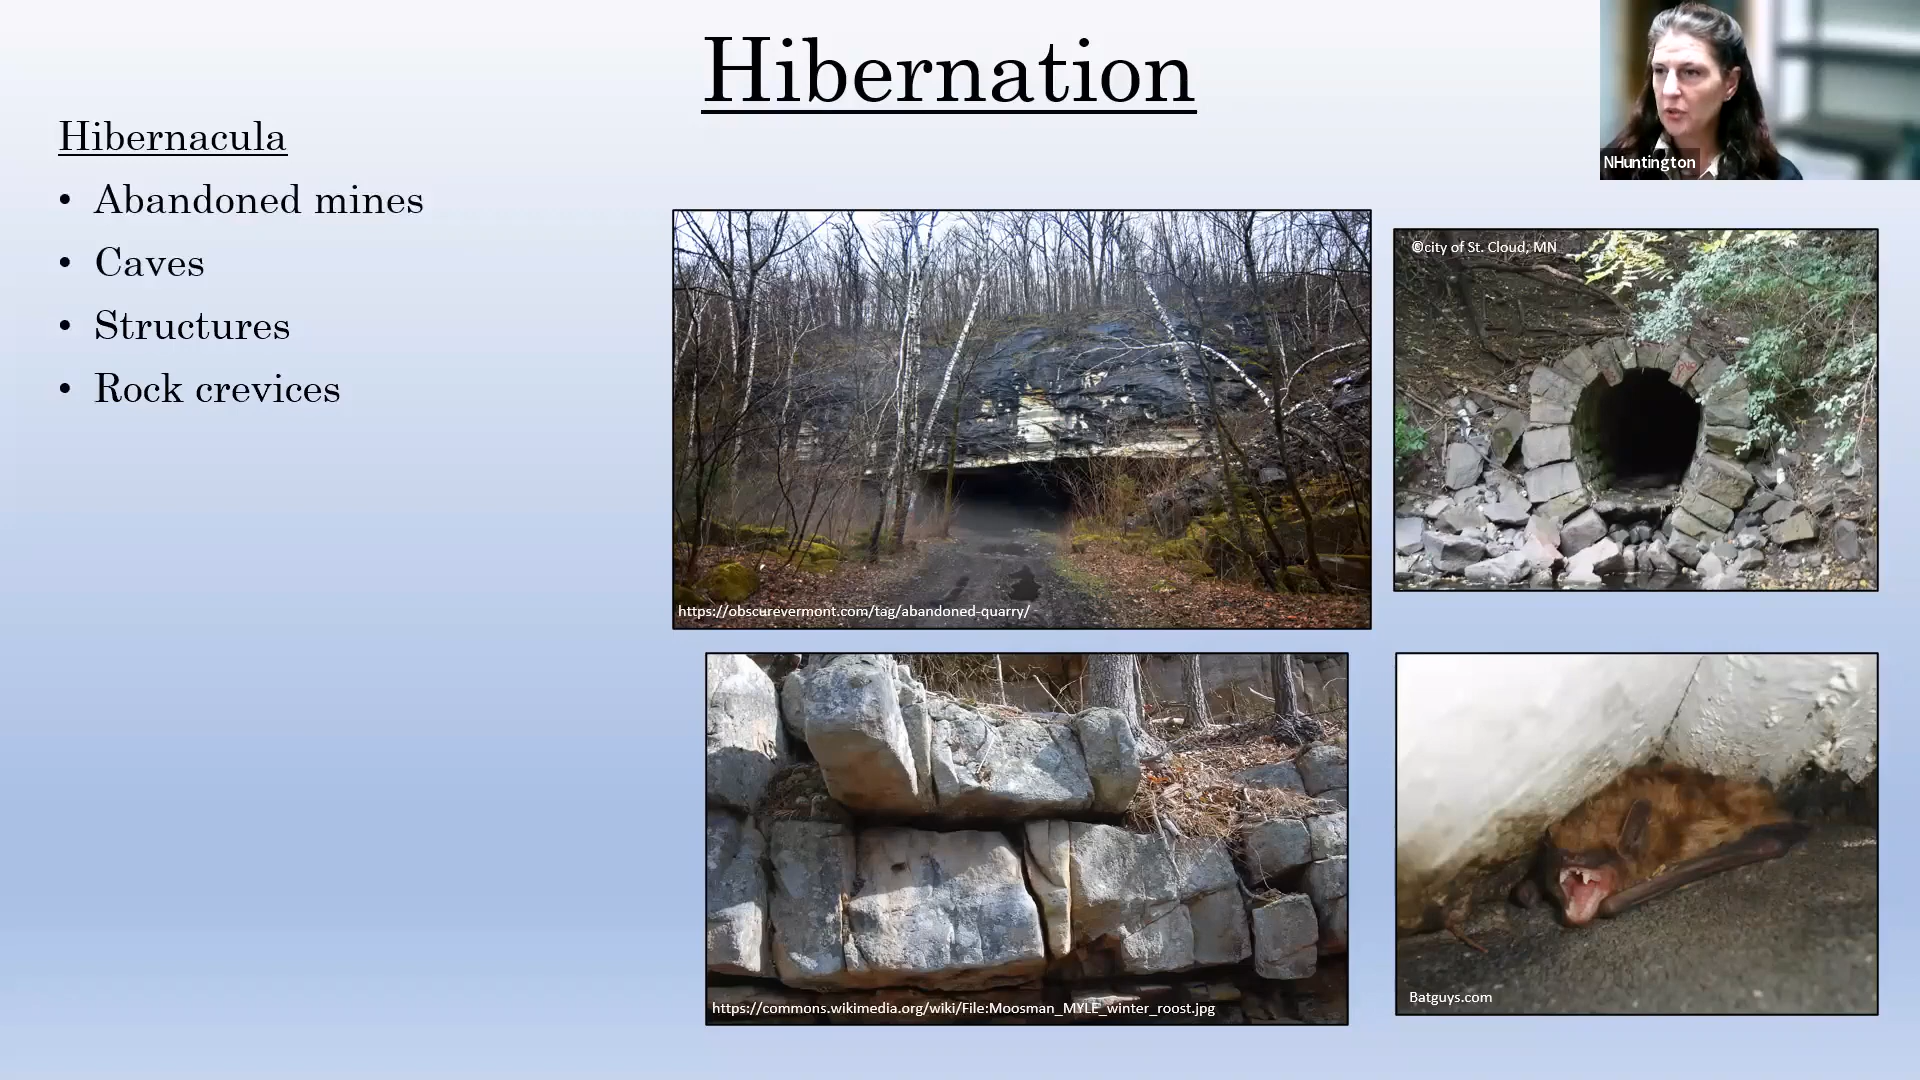 Hibernation
NHuntington
Hibernacula
• Abandoned mines
• Caves
• Structures
• Rock crevices
©city of St. Cloud, MN
https://obscurevermont.com/tag/abandoned-quarry/
https://commons.wikimedia.org/wiki/File:Moosman_MYLE_winter_roost.jpg
Batguys.com